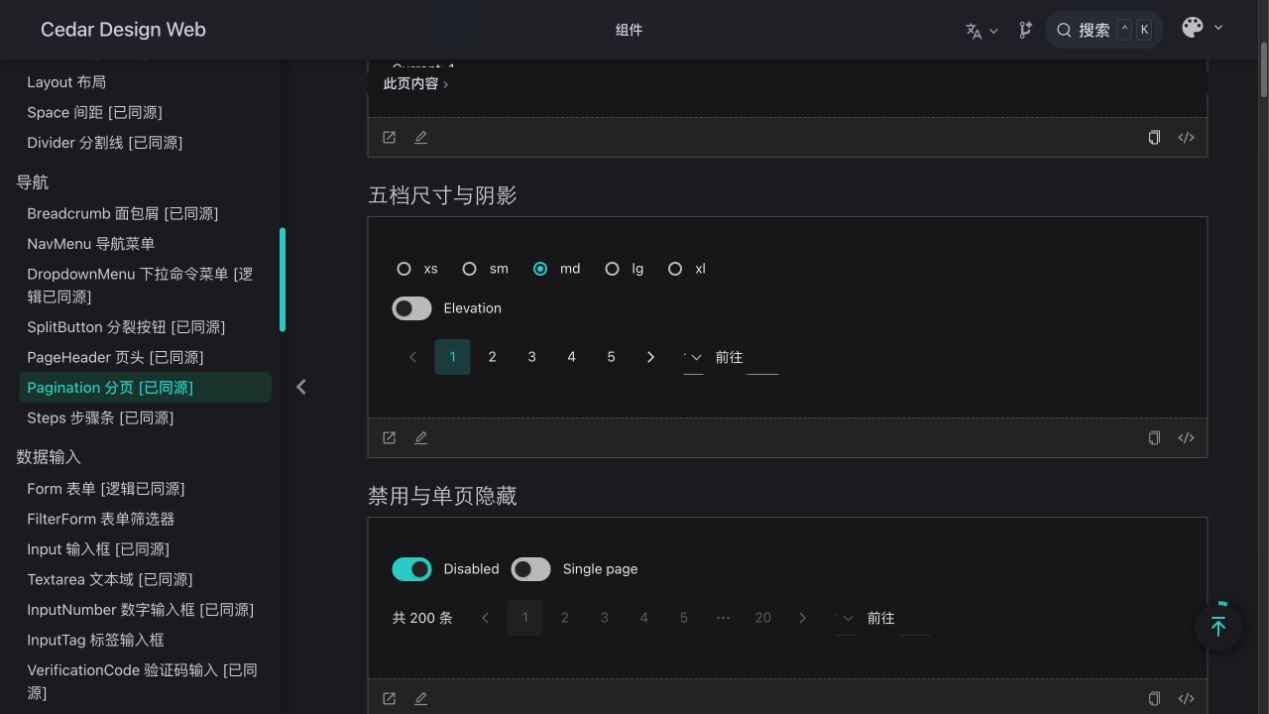 Cedar Design Web
组件
搜索 ^ K
Layout 布局
Space 间距 [已同源]
Divider 分割线 [已同源]
导航
Breadcrumb 面包屑 [已同源]
NavMenu 导航菜单
DropdownMenu 下拉命令菜单 [逻
辑已同源]
SplitButton 分裂按钮 [已同源]
PageHeader 页头 [已同源]
Pagination 分页 [已同源]
Steps 步骤条 [已同源]
数据输入
Form 表单 [逻辑已同源]
FilterForm 表单筛选器
Input 输入框 [已同源]
Textarea 文本域 [已同源]
InputNumber 数字输入框 [已同源]
InputTag 标签输入框
VerificationCode 验证码输入 [已同
源]
此页内容 ›
五档尺寸与阴影
xs sm md lg xl
Elevation
1 2 3 4 5 前往
禁用与单页隐藏
Disabled Single page
共 200 条 1 2 3 4 5 ··· 20 前往